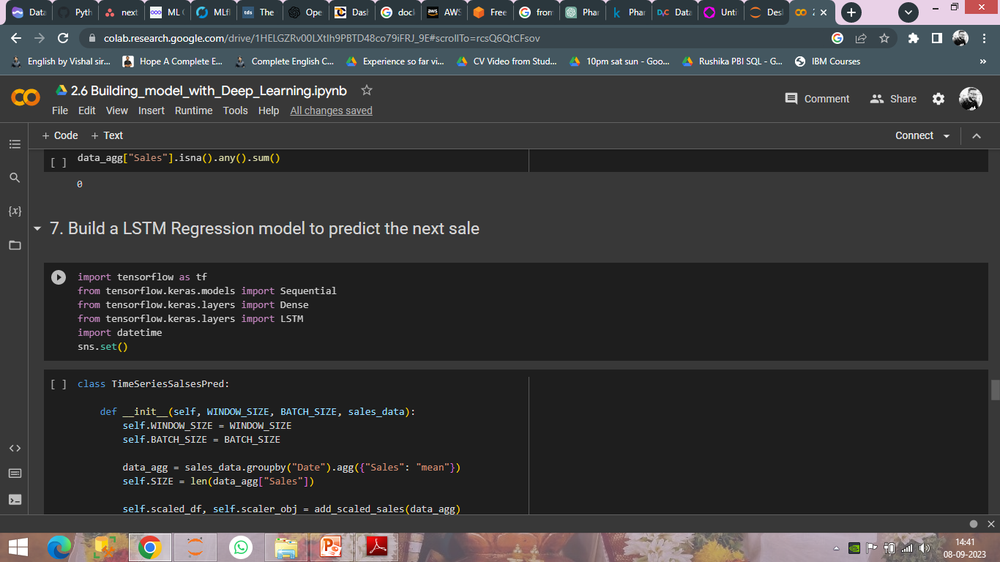 Data
Pyth
next
ML (
MLfl
tds The
Ope
Dasl
dock
aws AWS
Free
from
Phar
k Phar
DVC Data
Unti
Des
colab.research.google.com/drive/1HELGZRv00LXtIh9PBTD48co79iFRJ_9E#scrollTo=rcsQ6QtCFsov
English by Vishal sir...
Hope A Complete E...
Complete English C...
Experience so far vi...
CV Video from Stud...
10pm sat sun - Goo...
Rushika PBI SQL - G...
IBM Courses
»
2.6 Building_model_with_Deep_Learning.ipynb
Comment
Share
File Edit View Insert Runtime Tools Help All changes saved
+ Code + Text
Connect
[ ] data_agg["Sales"].isna().any().sum()
0
{x}
7. Build a LSTM Regression model to predict the next sale
import tensorflow as tf
from tensorflow.keras.models import Sequential
from tensorflow.keras.layers import Dense
from tensorflow.keras.layers import LSTM
import datetime
sns.set()
[ ] class TimeSeriesSalsesPred:
def __init__(self, WINDOW_SIZE, BATCH_SIZE, sales_data):
self.WINDOW_SIZE = WINDOW_SIZE
self.BATCH_SIZE = BATCH_SIZE
data_agg = sales_data.groupby("Date").agg({"Sales": "mean"})
self.SIZE = len(data_agg["Sales"])
self.scaled_df, self.scaler_obj = add_scaled_sales(data_agg)
14:41
08-09-2023